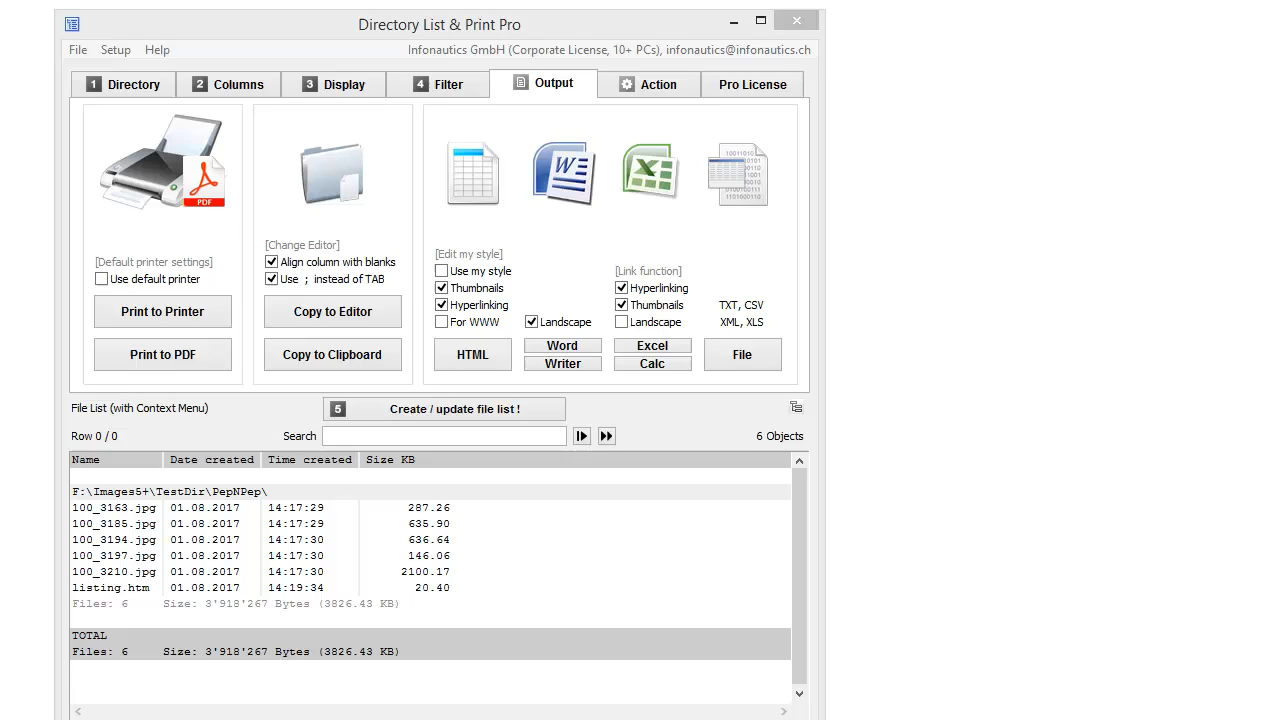 Directory List & Print Pro
File Setup Help Infonautics GmbH (Corporate License, 10+ PCs), infonautics@infonautics.ch
1 Directory 2 Columns 3 Display 4 Filter Output Action Pro License
PDF
W X
10011010
[Default printer settings]
Use default printer
Print to Printer
Print to PDF
[Change Editor]
Align column with blanks
Use ; instead of TAB
Copy to Editor
Copy to Clipboard
[Edit my style]
Use my style
Thumbnails
Hyperlinking
For WWW
HTML
Landscape
Word
Writer
[Link function]
Hyperlinking
Thumbnails
Landscape
Excel
Calc
TXT, CSV
XML, XLS
File
File List (with Context Menu) 5 Create / update file list !
Row 0 / 0 Search 6 Objects
Name Date created Time created Size KB
F:\Images5+\TestDir\PepNPep\
100_3163.jpg 01.08.2017 14:17:29 287.26
100_3185.jpg 01.08.2017 14:17:29 635.90
100_3194.jpg 01.08.2017 14:17:30 636.64
100_3197.jpg 01.08.2017 14:17:30 146.06
100_3210.jpg 01.08.2017 14:17:30 2100.17
listing.htm 01.08.2017 14:19:34 20.40
Files: 6 Size: 3'918'267 Bytes (3826.43 KB)
TOTAL
Files: 6 Size: 3'918'267 Bytes (3826.43 KB)